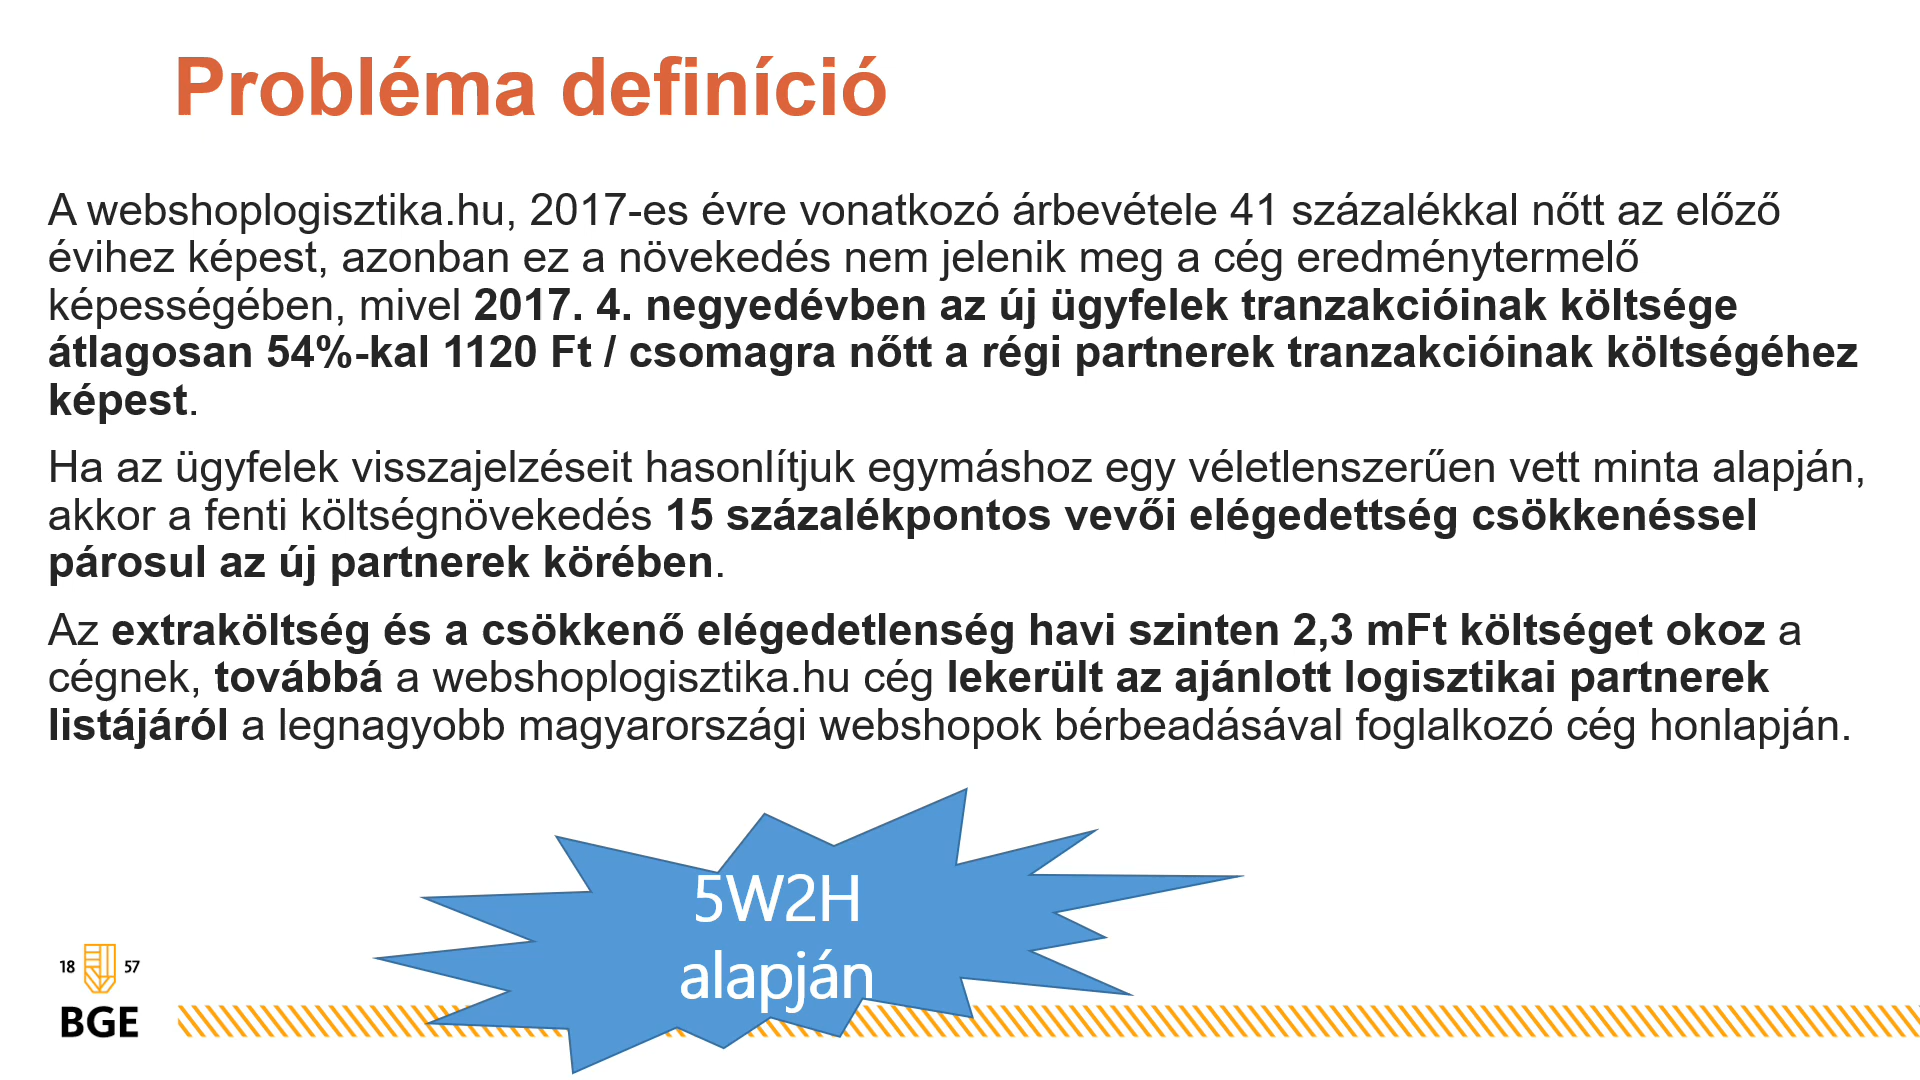 Probléma definíció
A webshoplogisztika.hu, 2017-es évre vonatkozó árbevétele 41 százalékkal nőtt az előző
évihez képest, azonban ez a növekedés nem jelenik meg a cég eredménytermelő
képességében, mivel 2017. 4. negyedévben az új ügyfelek tranzakcióinak költsége
átlagosan 54%-kal 1120 Ft / csomagra nőtt a régi partnerek tranzakcióinak költségéhez
képest.
Ha az ügyfelek visszajelzéseit hasonlítjuk egymáshoz egy véletlenszerűen vett minta alapján,
akkor a fenti költségnövekedés 15 százalékpontos vevői elégedettség csökkenéssel
párosul az új partnerek körében.
Az extraköltség és a csökkenő elégedetlenség havi szinten 2,3 mFt költséget okoz a
cégnek, továbbá a webshoplogisztika.hu cég lekerült az ajánlott logisztikai partnerek
listájáról a legnagyobb magyarországi webshopok bérbeadásával foglalkozó cég honlapján.
5W2H
alapján
18 57
BGE